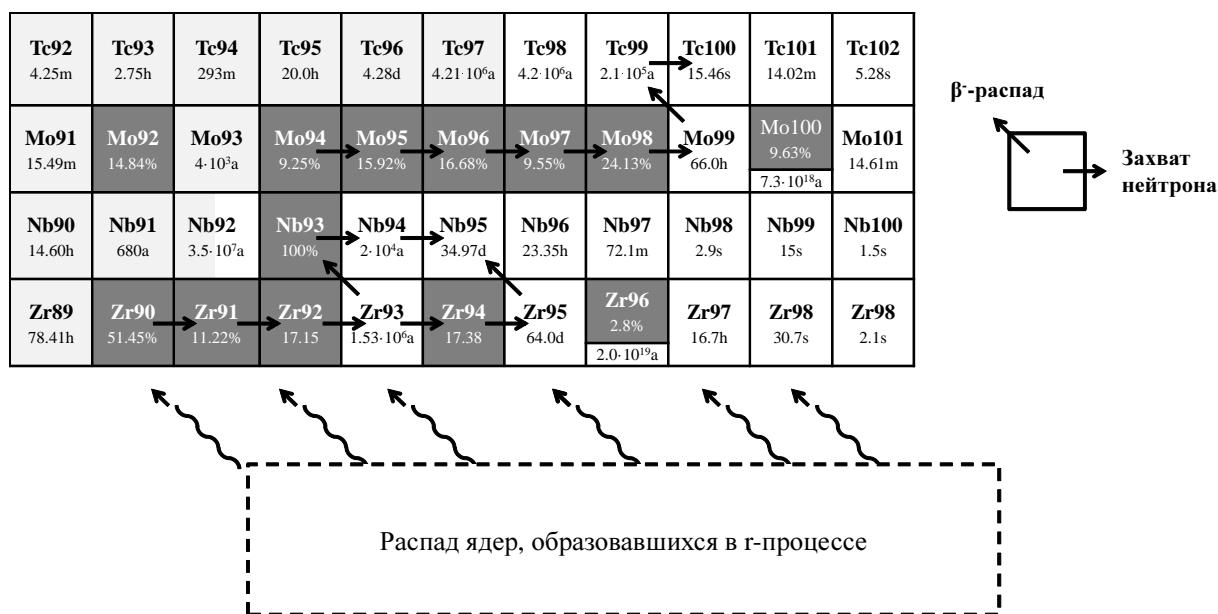 Tc92 Tc93 Tc94 Tc95 Tc96 Tc97 Tc98 Tc99 Tc100 Tc101 Tc102
4.25m 2.75h 293m 20.0h 4.28d 4.21·10⁶a 4.2·10⁶a 2.1·10⁵a 15.46s 14.02m 5.28s
Mo91 Mo92 Mo93 Mo94 Mo95 Mo96 Mo97 Mo98 Mo99 Mo100 Mo101
15.49m 14.84% 4·10³a 9.25% 15.92% 16.68% 9.55% 24.13% 66.0h 9.63% 14.61m
7.3·10¹⁸a
Nb90 Nb91 Nb92 Nb93 Nb94 Nb95 Nb96 Nb97 Nb98 Nb99 Nb100
14.60h 680a 3.5·10⁷a 100% 2·10⁴a 34.97d 23.35h 72.1m 2.9s 15s 1.5s
Zr89 Zr90 Zr91 Zr92 Zr93 Zr94 Zr95 Zr96 Zr97 Zr98 Zr98
78.41h 51.45% 11.22% 17.15 1.53·10⁶a 17.38 64.0d 2.8% 16.7h 30.7s 2.1s
2.0·10¹⁹a
β⁻-распад
Захват
нейтрона
Распад ядер, образовавшихся в r-процессе